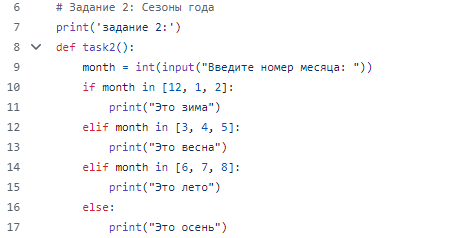 6 # Задание 2: Сезоны года
7 print('задание 2:')
8 def task2():
9     month = int(input("Введите номер месяца: "))
10     if month in [12, 1, 2]:
11         print("Это зима")
12     elif month in [3, 4, 5]:
13         print("Это весна")
14     elif month in [6, 7, 8]:
15         print("Это лето")
16     else:
17         print("Это осень")